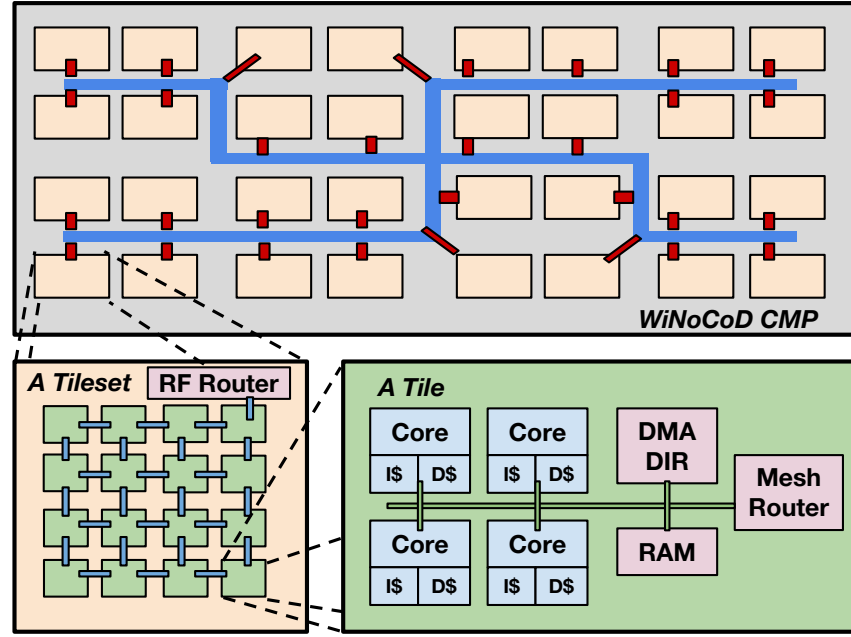 WiNoCoD CMP
A Tileset
RF Router
A Tile
Core
I$ D$
Core
I$ D$
DMA
DIR
Mesh
Router
Core
I$ D$
Core
I$ D$
RAM